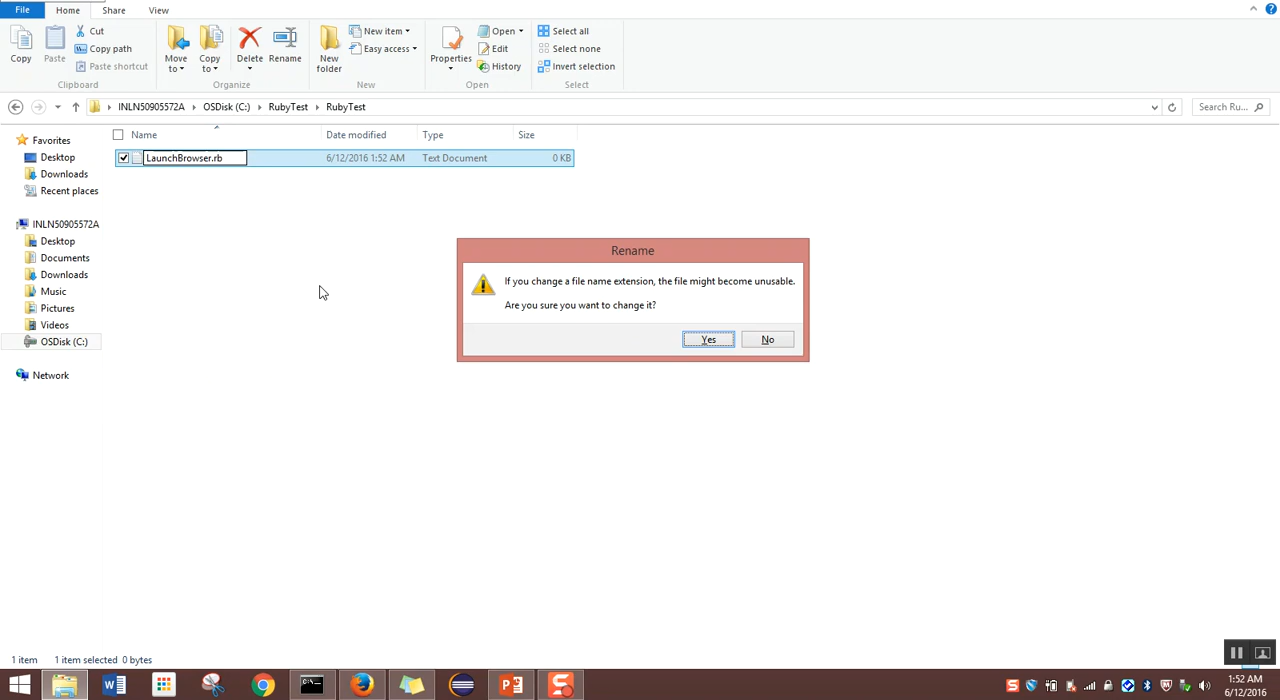 File Home Share View
Copy
Paste
Cut
Copy path
Paste shortcut
Clipboard
Move to
Copy to
Delete
Rename
Organize
New folder
New item
Easy access
New
Properties
Open
Edit
History
Open
Select all
Select none
Invert selection
Select
INLN50905572A OSDisk (C:) RubyTest RubyTest
Search Ru...
Name Date modified Type Size
LaunchBrowser.rb 6/12/2016 1:52 AM Text Document 0 KB
Favorites
Desktop
Downloads
Recent places
INLN50905572A
Desktop
Documents
Downloads
Music
Pictures
Videos
OSDisk (C:)
Network
Rename
If you change a file name extension, the file might become unusable.
Are you sure you want to change it?
Yes No
1 item 1 item selected 0 bytes
1:52 AM
6/12/2016